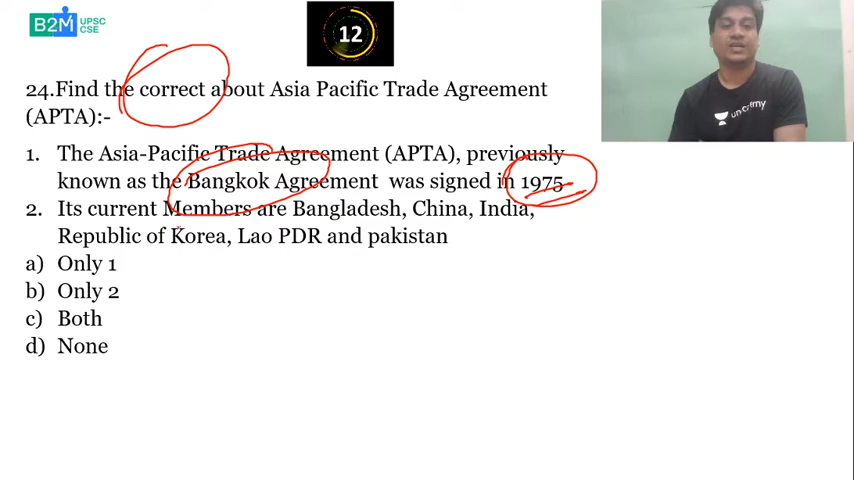 B2M UPSC
CSE
12
24.Find the correct about Asia Pacific Trade Agreement
(APTA):-
1. The Asia-Pacific Trade Agreement (APTA), previously
known as the Bangkok Agreement was signed in 1975.
2. Its current Members are Bangladesh, China, India,
Republic of Korea, Lao PDR and pakistan
a) Only 1
b) Only 2
c) Both
d) None
unacademy